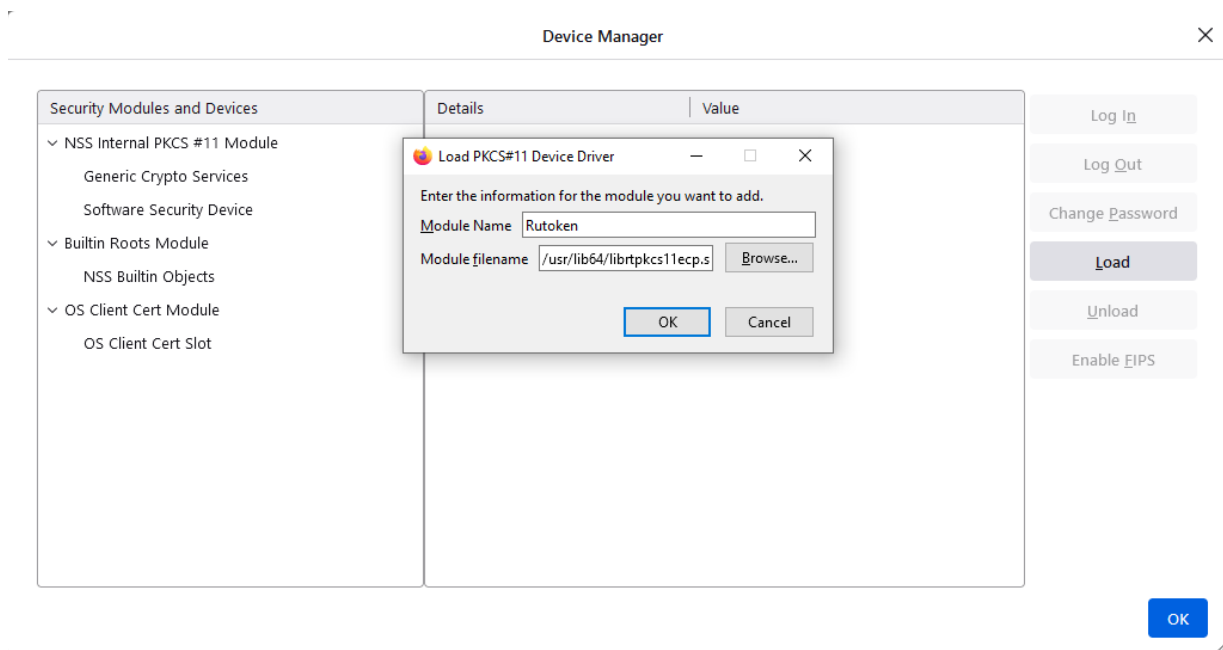 Device Manager
Security Modules and Devices
Details
Value
NSS Internal PKCS #11 Module
Generic Crypto Services
Software Security Device
Builtin Roots Module
NSS Builtin Objects
OS Client Cert Module
OS Client Cert Slot
Load PKCS#11 Device Driver
Enter the information for the module you want to add.
Module Name Rutoken
Module filename /usr/lib64/librtpkcs11ecp.s Browse...
OK Cancel
Log In
Log Out
Change Password
Load
Unload
Enable FIPS
OK